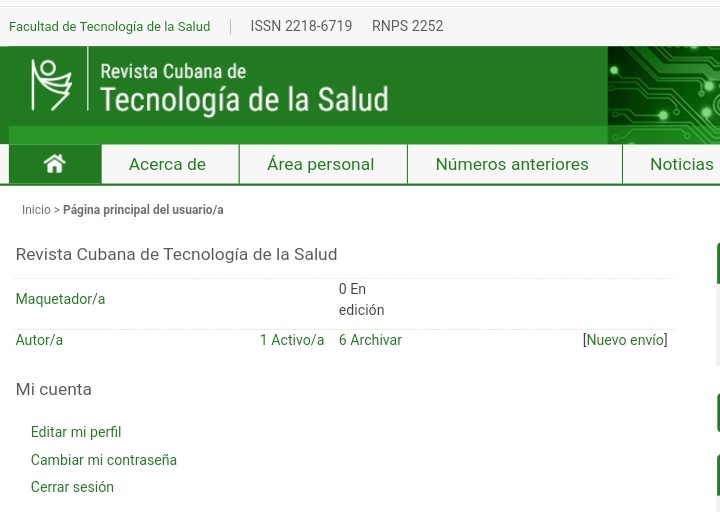 Facultad de Tecnología de la Salud ISSN 2218-6719 RNPS 2252
Revista Cubana de
Tecnología de la Salud
Acerca de Área personal Números anteriores Noticias
Inicio > Página principal del usuario/a
Revista Cubana de Tecnología de la Salud
Maquetador/a 0 En
edición
Autor/a 1 Activo/a 6 Archivar [Nuevo envío]
Mi cuenta
Editar mi perfil
Cambiar mi contraseña
Cerrar sesión